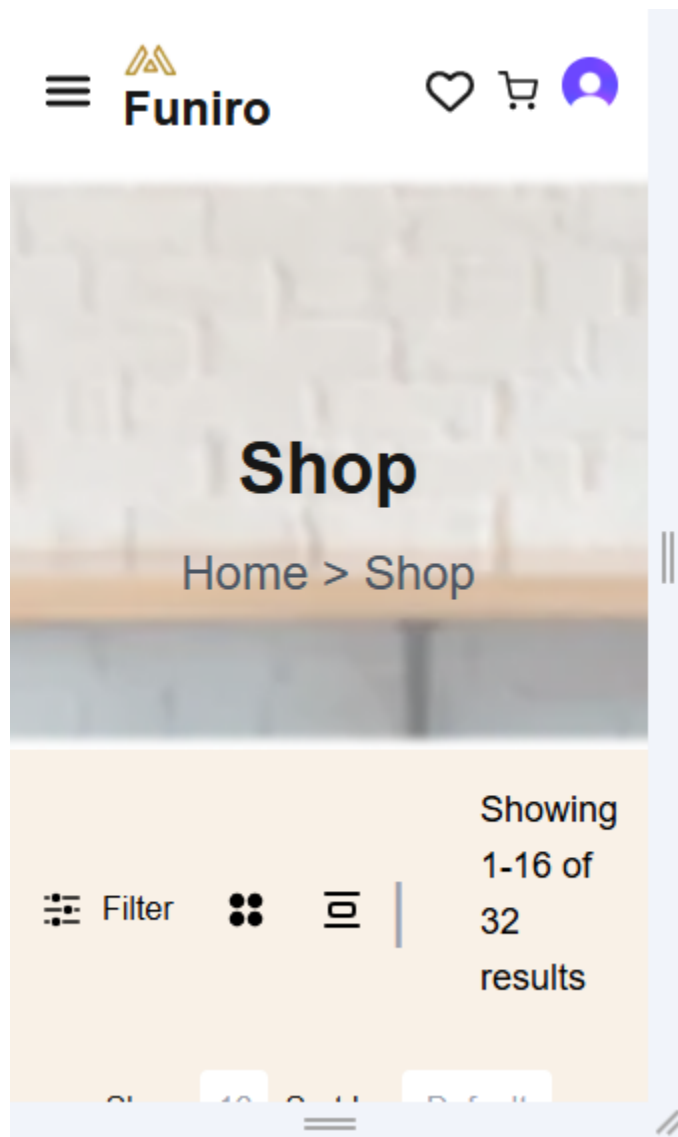 Funiro
Shop
Home > Shop
Showing
1-16 of
Filter
32
results